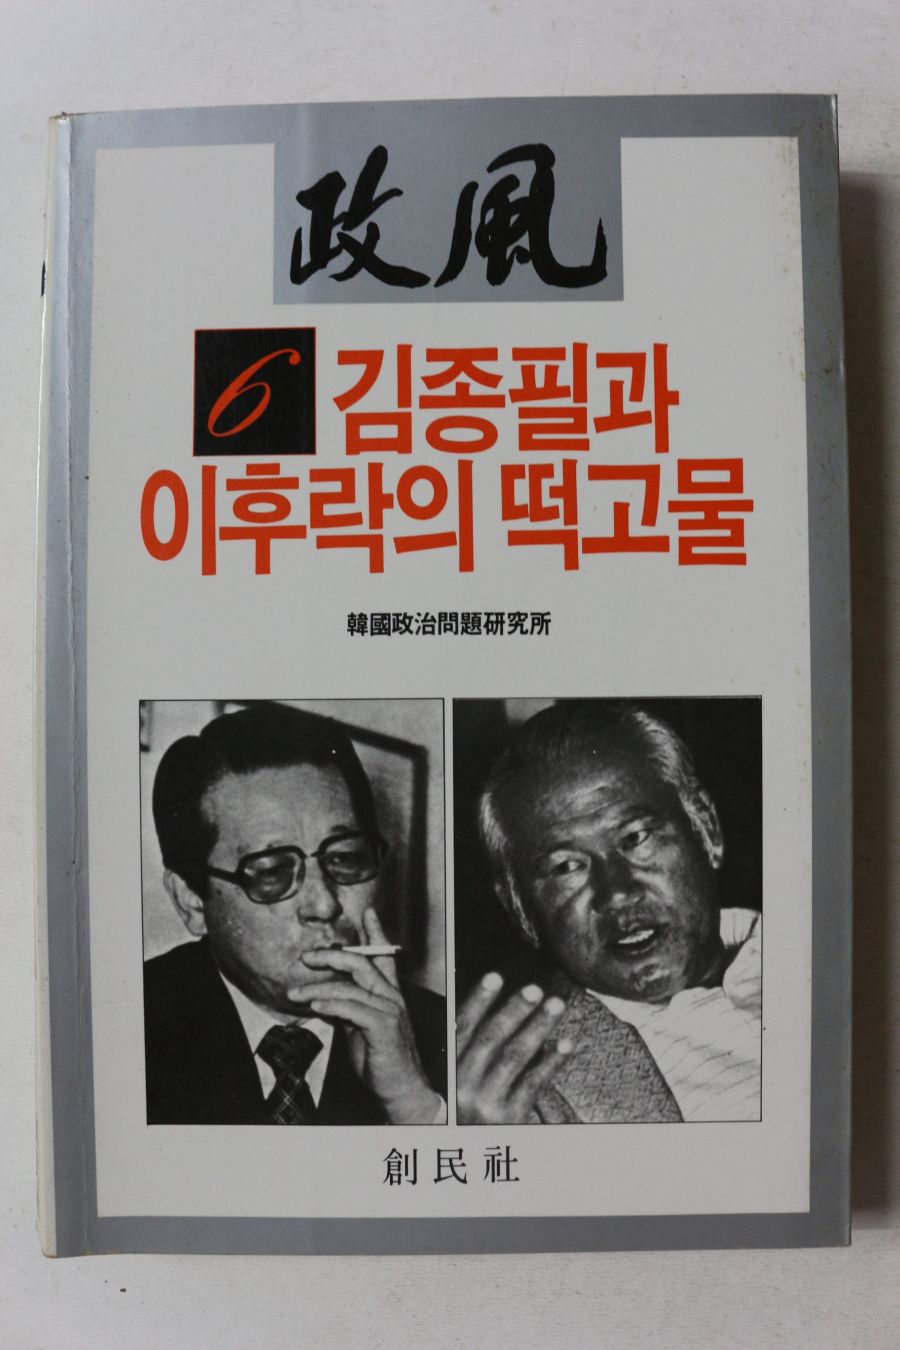 政風
6 김종필과
이후락의 떡고물
韓國政治問題研究所
創民社